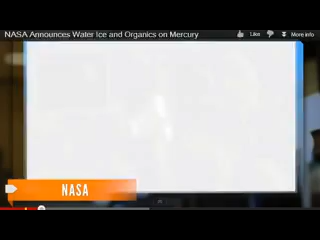 NASA Announces Water Ice and Organics on Mercury
Like
More info
NASA